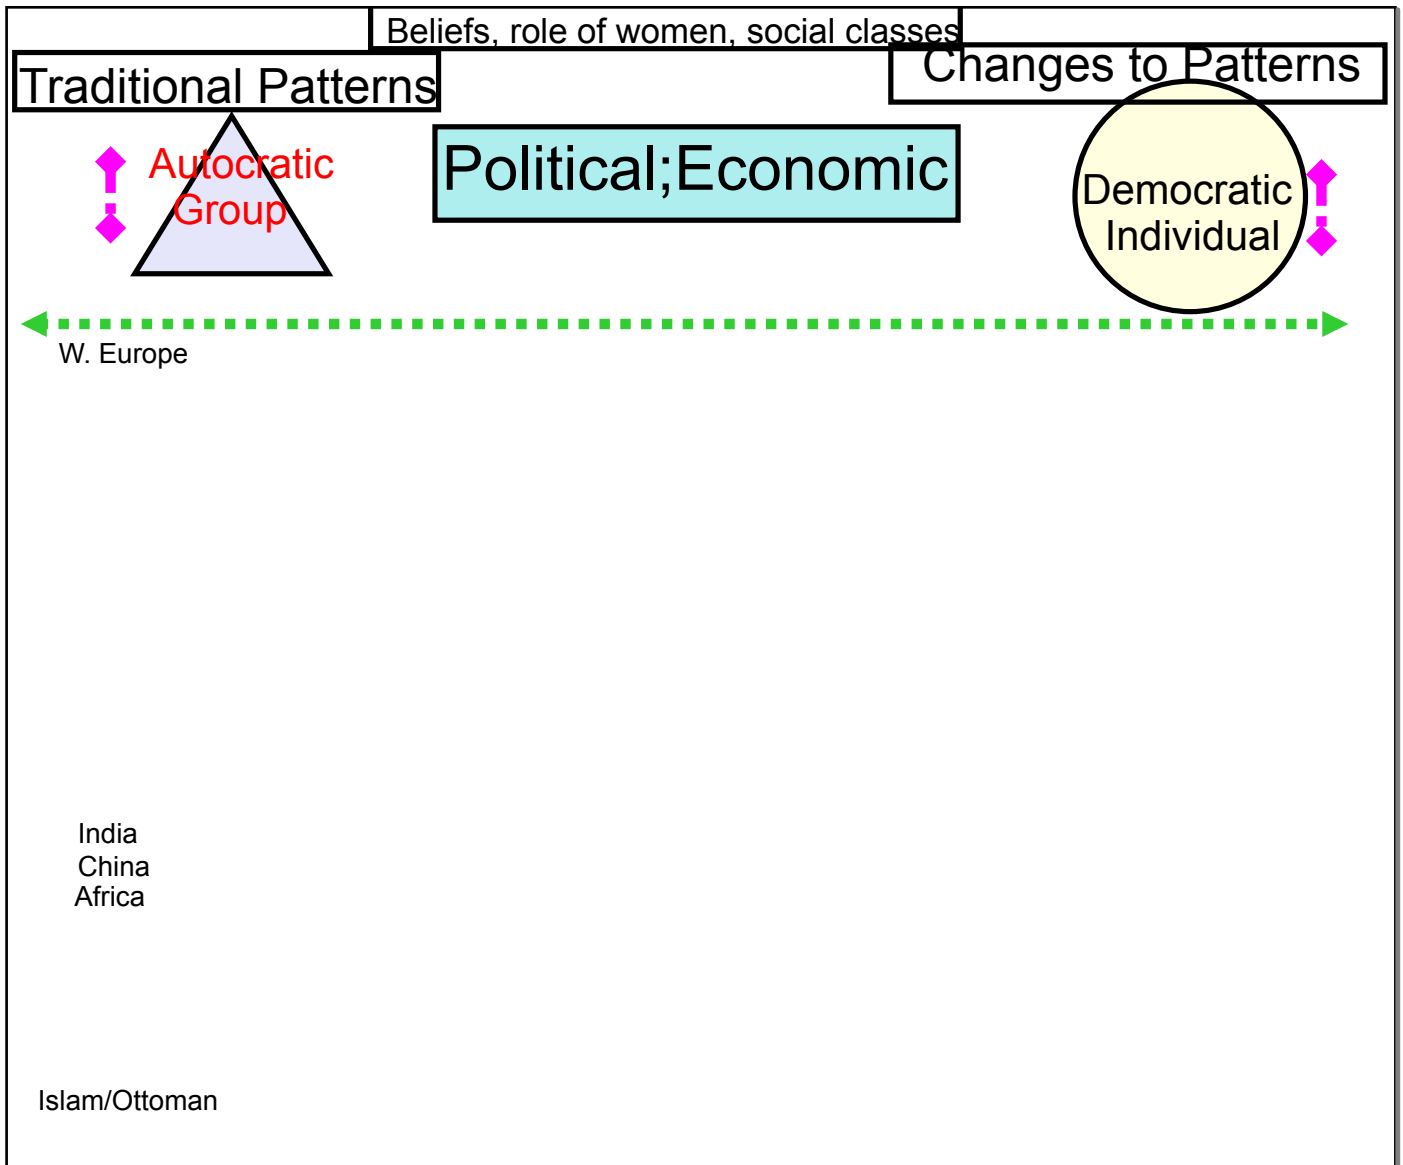 Beliefs, role of women, social classes
Traditional Patterns
Changes to Patterns
Autocratic
Group
Political;Economic
Democratic
Individual
W. Europe
India
China
Africa
Islam/Ottoman